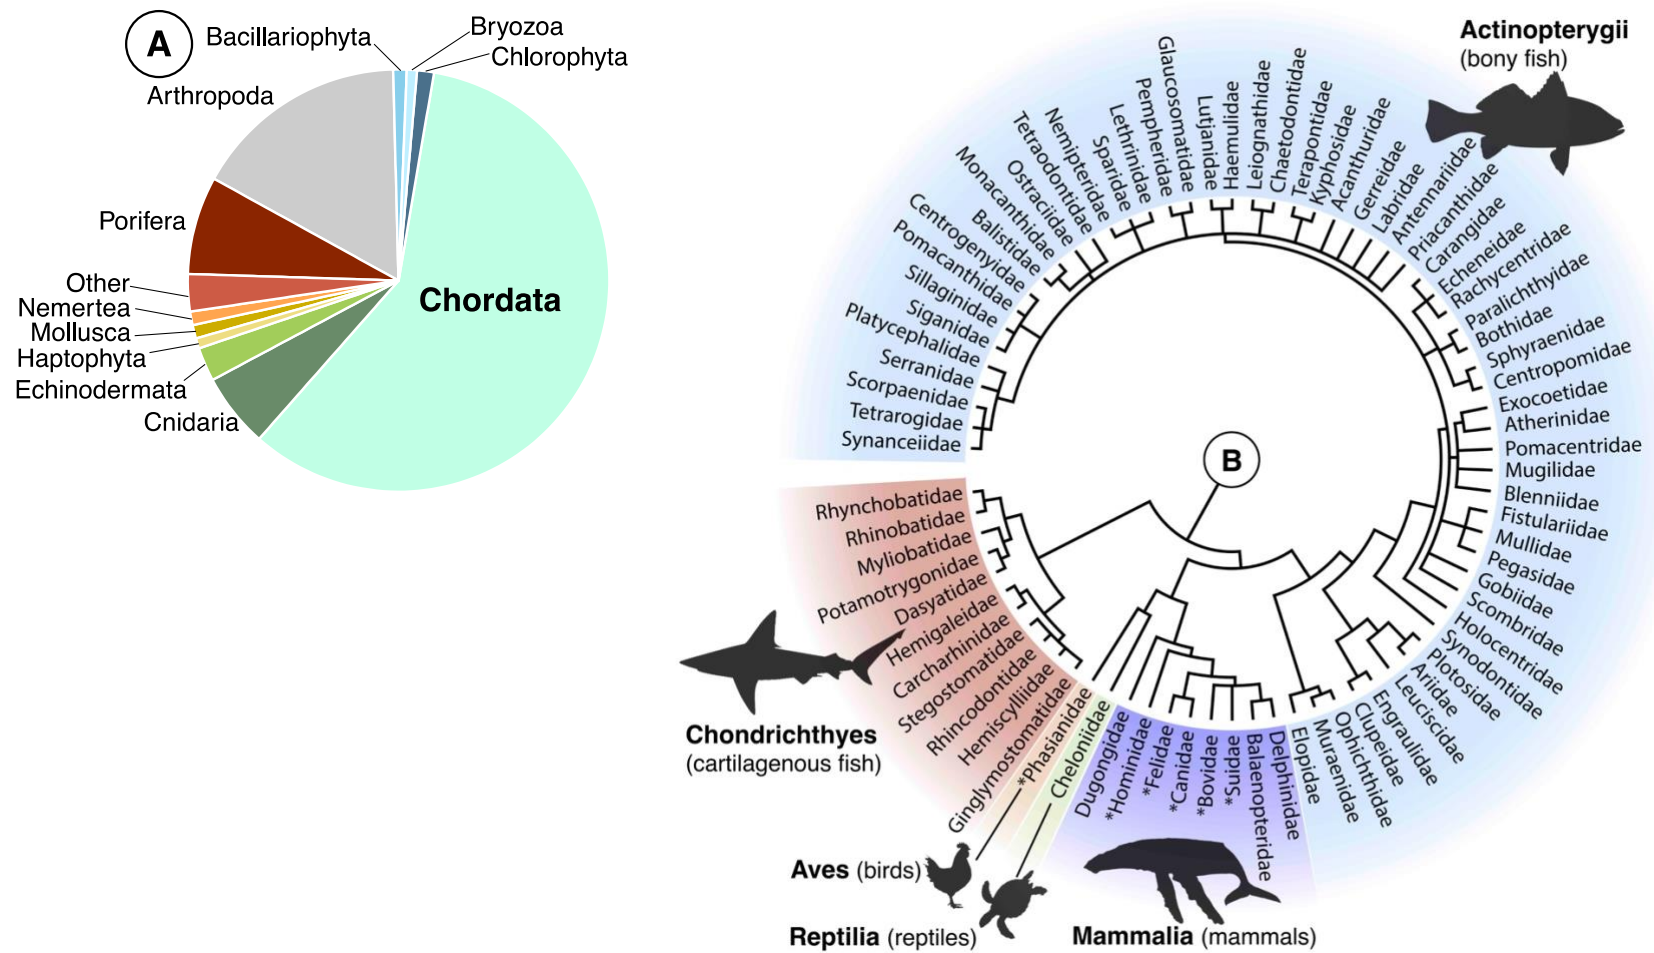 A
Bacillariophyta
Bryozoa
Chlorophyta
Arthropoda
Porifera
Other
Nemertea
Mollusca
Haptophyta
Echinodermata
Cnidaria
Chordata
B
Actinopterygii
(bony fish)
Synanceiidae
Tetrarogidae
Scorpaenidae
Serranidae
Platycephalidae
Siganidae
Sillaginidae
Pomacanthidae
Centrogenyidae
Balistidae
Monacanthidae
Ostraciidae
Tetraodontidae
Nemipteridae
Sparidae
Lethrinidae
Pempheridae
Glaucosomatidae
Lutjanidae
Haemulidae
Leiognathidae
Chaetodontidae
Terapontidae
Kyphosidae
Acanthuridae
Gerreidae
Labridae
Antennariidae
Priacanthidae
Carangidae
Echeneidae
Rachycentridae
Paralichthyidae
Bothidae
Sphyraenidae
Centropomidae
Exocoetidae
Atherinidae
Pomacentridae
Mugilidae
Blenniidae
Fistulariidae
Mullidae
Pegasidae
Gobiidae
Scombridae
Holocentridae
Synodontidae
Plotosidae
Ariidae
Leuciscidae
Engraulidae
Clupeidae
Ophichthidae
Muraenidae
Elopidae
Delphinidae
Balaenopteridae
*Suidae
*Bovidae
*Canidae
*Felidae
*Hominidae
Dugongidae
Cheloniidae
*Phasianidae
Ginglymostomatidae
Hemiscylliidae
Rhincodontidae
Stegostomatidae
Carcharhinidae
Hemigaleidae
Dasyatidae
Potamotrygonidae
Myliobatidae
Rhinobatidae
Rhynchobatidae
Chondrichthyes
(cartilagenous fish)
Aves (birds)
Reptilia (reptiles)
Mammalia (mammals)